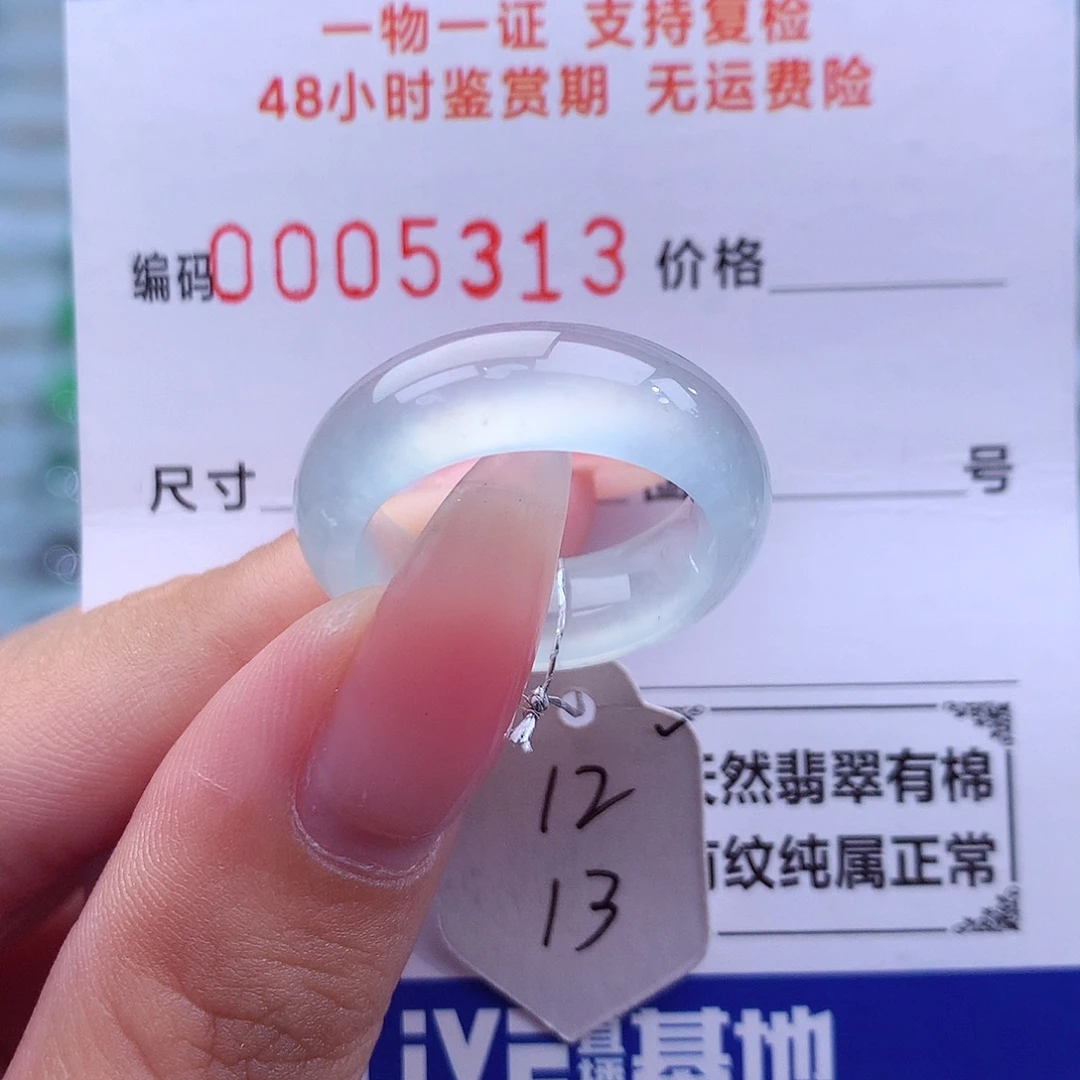 一物一证 支持复检
48小时鉴赏期 无运费险
编码0005313 价格
尺寸 号
12
13
天然翡翠有棉
有纹纯属正常
基地